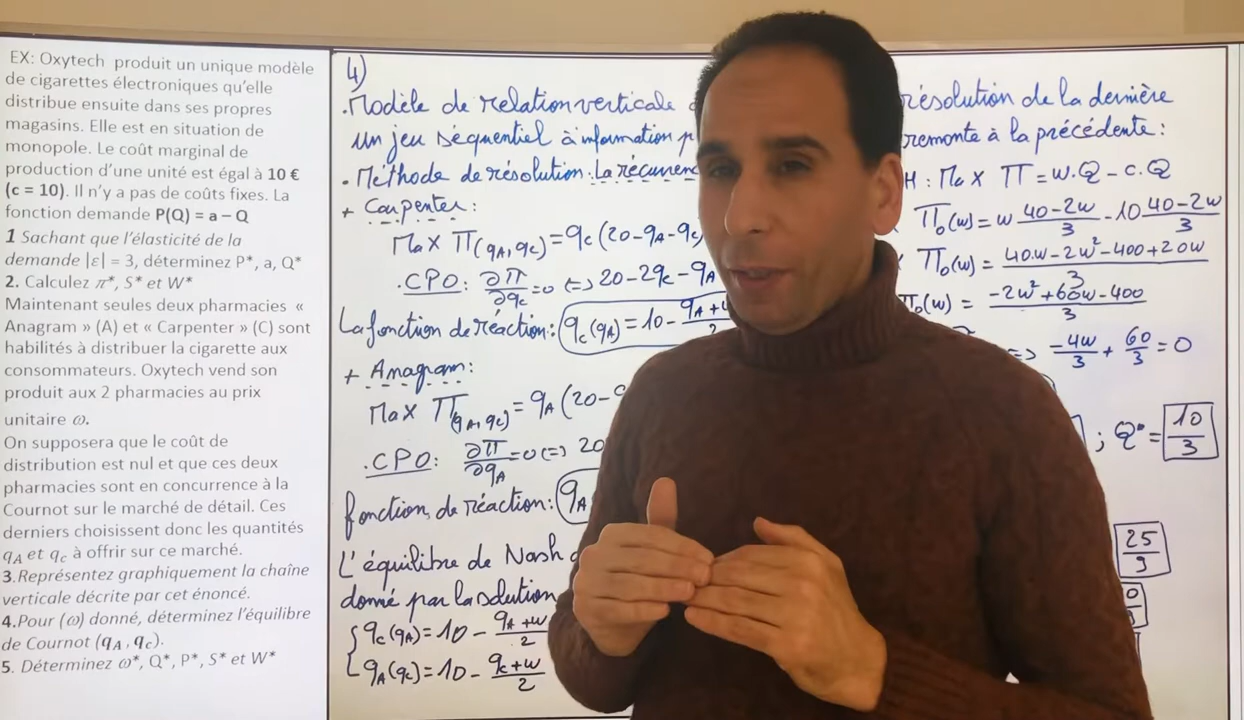 EX: Oxytech produit un unique modèle
de cigarettes électroniques qu'elle
distribue ensuite dans ses propres
magasins. Elle est en situation de
monopole. Le coût marginal de
production d'une unité est égal à 10 €
(c = 10). Il n'y a pas de coûts fixes. La
fonction demande P(Q) = a – Q
1 Sachant que l'élasticité de la
demande |ε| = 3, déterminez P*, a, Q*
2. Calculez π*, S* et W*
Maintenant seules deux pharmacies «
Anagram » (A) et « Carpenter » (C) sont
habilités à distribuer la cigarette aux
consommateurs. Oxytech vend son
produit aux 2 pharmacies au prix
unitaire ω.
On supposera que le coût de
distribution est nul et que ces deux
pharmacies sont en concurrence à la
Cournot sur le marché de détail. Ces
derniers choisissent donc les quantités
qA et qc à offrir sur ce marché.
3.Représentez graphiquement la chaîne
verticale décrite par cet énoncé.
4.Pour (ω) donné, déterminez l'équilibre
de Cournot (qA , qc).
5. Déterminez ω*, Q*, P*, S* et W*
4)
. Modèle de relation verticale
un jeu séquentiel à information
. Méthode de résolution: La
+ Carpenter:
Max Π(qA,qc) = qc(20-qA-qc)
. CPO: ∂Π/∂qc =0 <=> 20-2qc-qA
La fonction de réaction: qc(qA) = 10 - qA+
+ Anagram:
Max Π(qA,qc) = qA(20-
. CPO: ∂Π/∂qA =0 <=> 20
fonction de réaction: qA
L'équilibre de Nash
donné par la solution
{ qc(qA) = 10 - (qA+w)/2
qA(qc) = 10 - (qc+w)/2
résolution de la dernière
remonte à la précédente:
H : Max Π = w.Q - c.Q
Πo(w) = w (40-2w)/3 - 10 (40-2w)/3
Πo(w) = (40w-2w²-400+20w)/3
Πo(w) = (-2w²+60w-400)/3
=> -4w/3 + 60/3 = 0
; Q* = 10/3
25/9